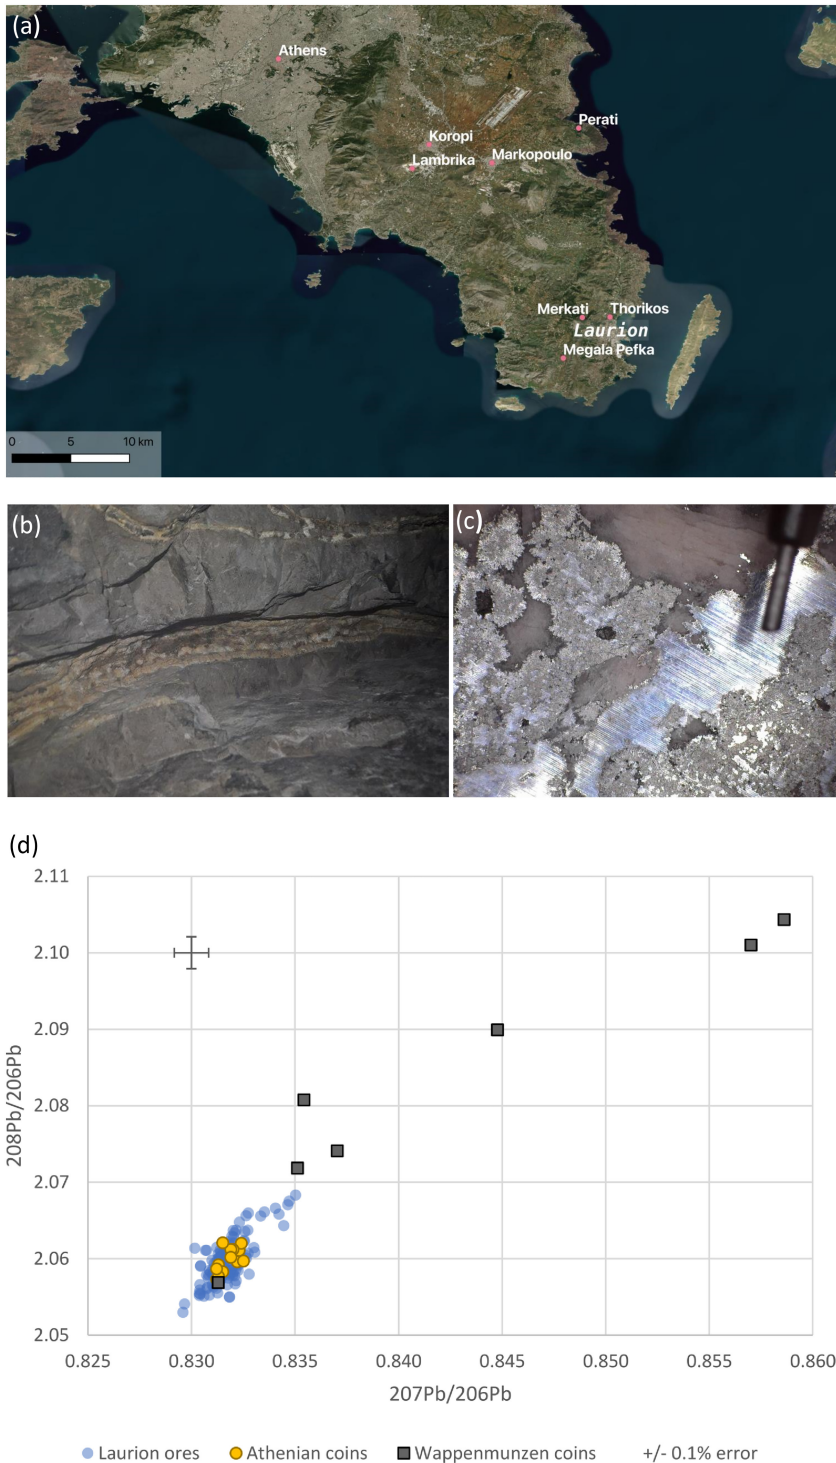 (a)
Athens
Perati
Koropi
Lambrika
Markopoulo
Merkati
Thorikos
Laurion
Megala Pefka
0 5 10 km
(b)
(c)
(d)
2.11
2.10
2.09
2.08
2.07
2.06
2.05
208Pb/206Pb
0.825 0.830 0.835 0.840 0.845 0.850 0.855 0.860
207Pb/206Pb
Laurion ores Athenian coins Wappenmunzen coins +/- 0.1% error